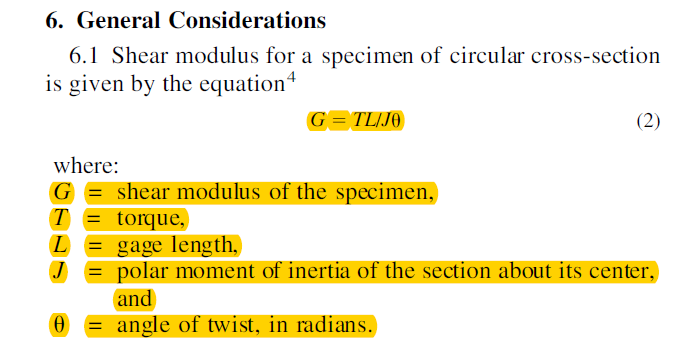 6. General Considerations
6.1 Shear modulus for a specimen of circular cross-section
is given by the equation⁴
G = TL/Jθ (2)
where:
G = shear modulus of the specimen,
T = torque,
L = gage length,
J = polar moment of inertia of the section about its center,
and
θ = angle of twist, in radians.